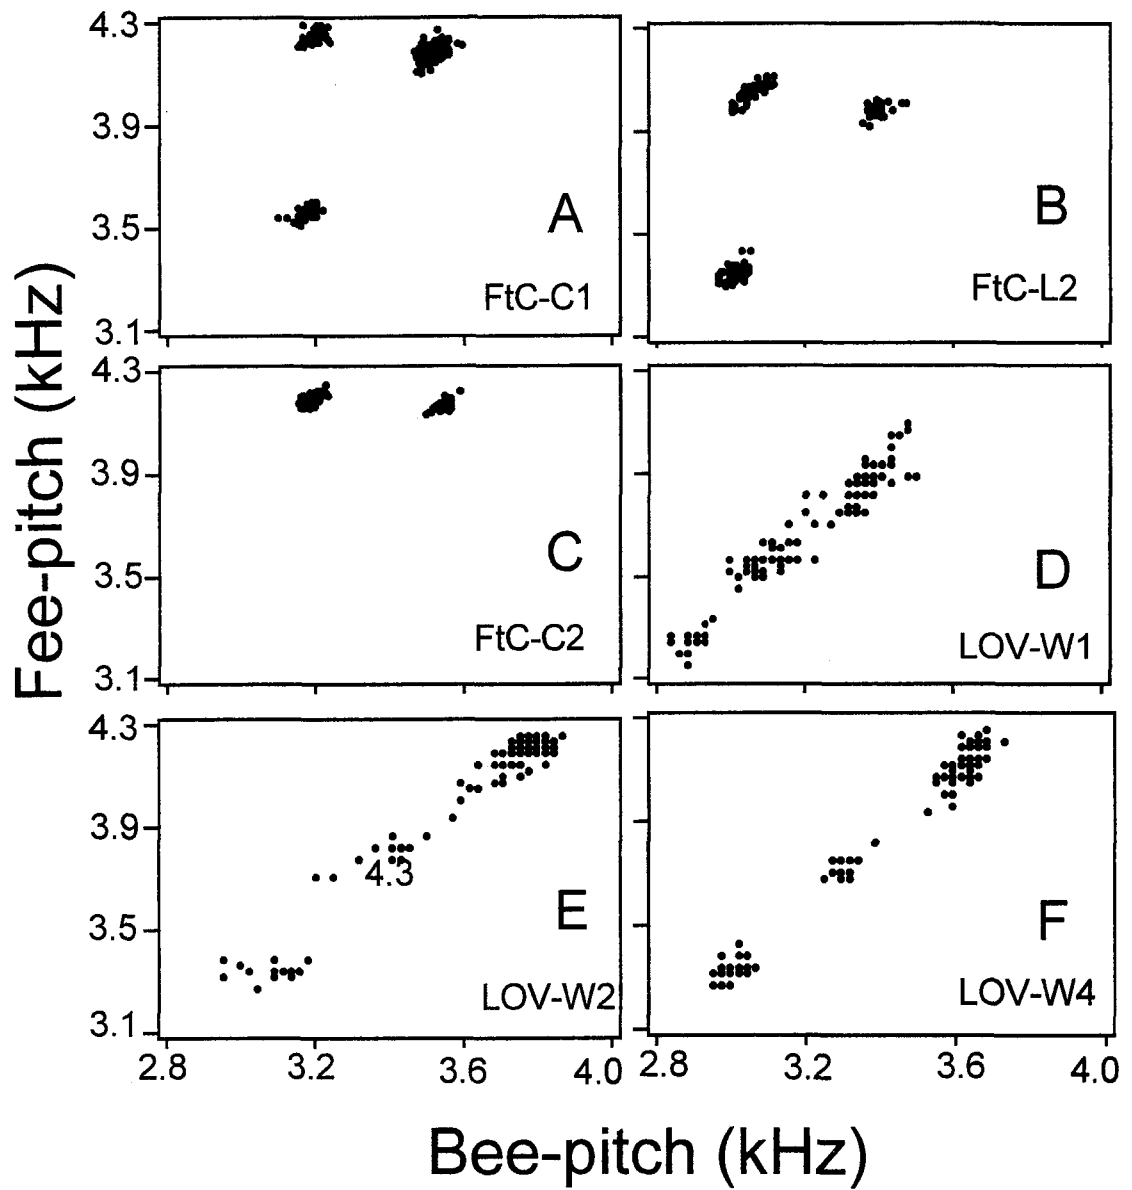 4.3
3.9
3.5
3.1
A
FtC-C1
B
FtC-L2
4.3
3.9
3.5
3.1
C
FtC-C2
D
LOV-W1
4.3
3.9
3.5
3.1
4.3
E
LOV-W2
F
LOV-W4
2.8 3.2 3.6 4.0
2.8 3.2 3.6 4.0
Fee-pitch (kHz)
Bee-pitch (kHz)